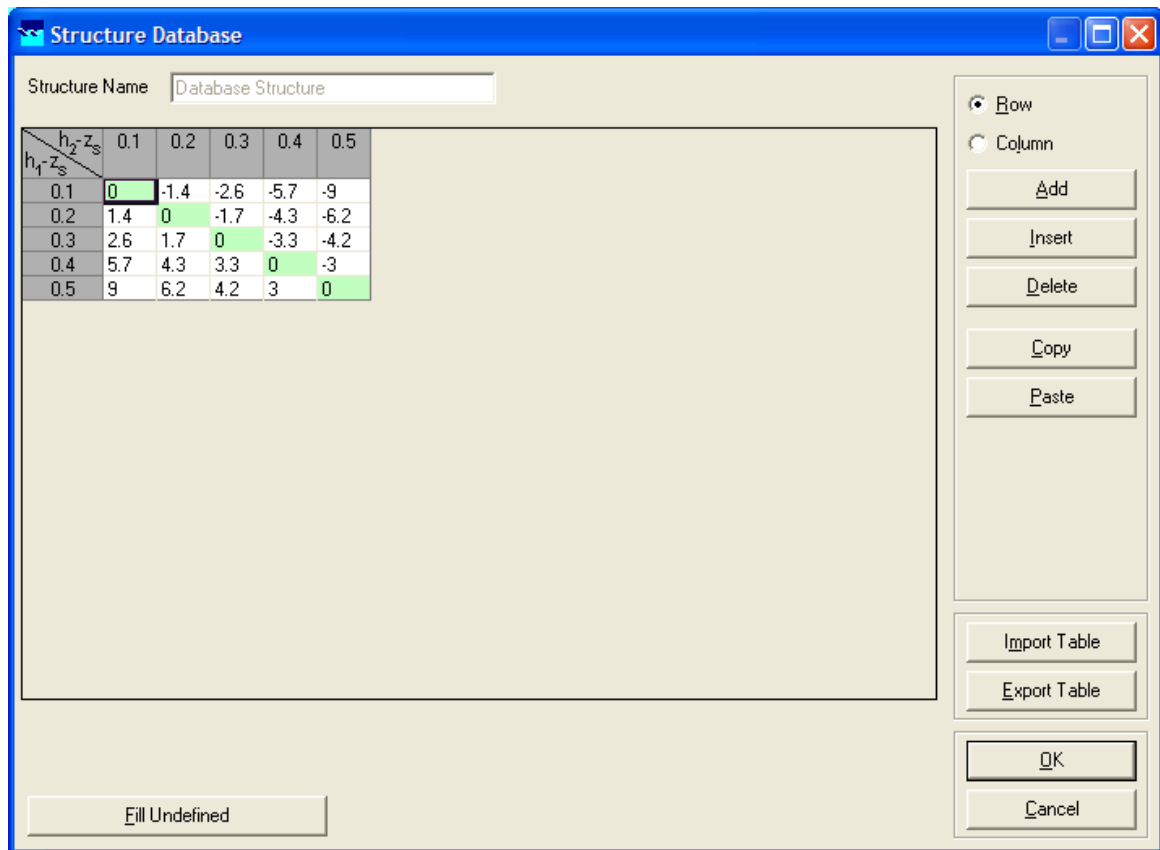 Structure Database
Structure Name Database Structure
h2-zs 0.1 0.2 0.3 0.4 0.5
h1-zs
0.1 0 -1.4 -2.6 -5.7 -9
0.2 1.4 0 -1.7 -4.3 -6.2
0.3 2.6 1.7 0 -3.3 -4.2
0.4 5.7 4.3 3.3 0 -3
0.5 9 6.2 4.2 3 0
Row
Column
Add
Insert
Delete
Copy
Paste
Import Table
Export Table
OK
Cancel
Fill Undefined